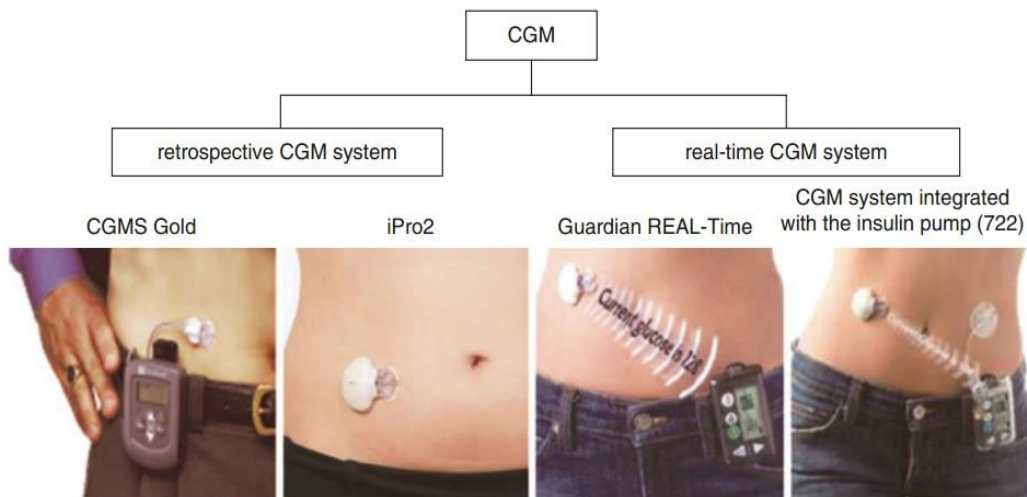 CGM
retrospective CGM system
real-time CGM system
CGMS Gold
iPro2
Guardian REAL-Time
CGM system integrated
with the insulin pump (722)
Current glucose is 128